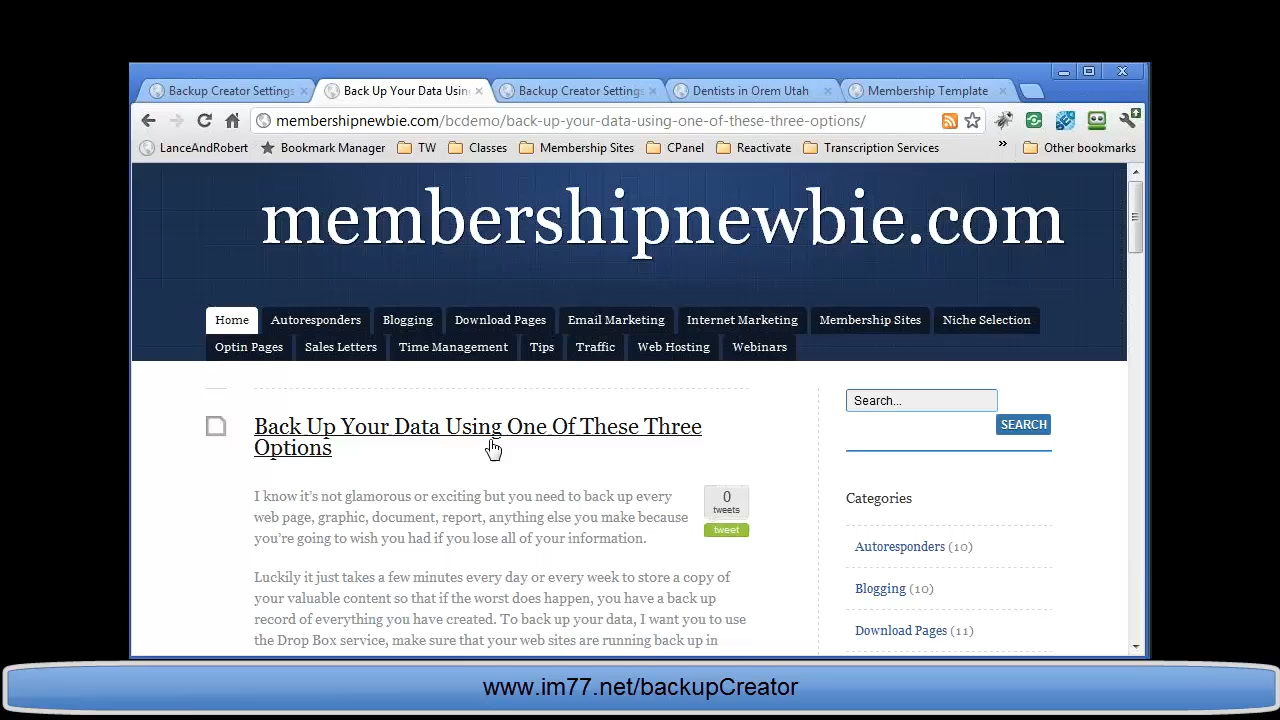 Backup Creator Settings
Back Up Your Data Usin
Backup Creator Settings
Dentists in Orem Utah
Membership Template
membershipnewbie.com/bcdemo/back-up-your-data-using-one-of-these-three-options/
LanceAndRobert
Bookmark Manager
TW
Classes
Membership Sites
CPanel
Reactivate
Transcription Services
»
Other bookmarks
membershipnewbie.com
Home Autoresponders Blogging Download Pages Email Marketing Internet Marketing Membership Sites Niche Selection
Optin Pages Sales Letters Time Management Tips Traffic Web Hosting Webinars
Back Up Your Data Using One Of These Three
Options
I know it's not glamorous or exciting but you need to back up every
web page, graphic, document, report, anything else you make because
you're going to wish you had if you lose all of your information.
0
tweets
tweet
Luckily it just takes a few minutes every day or every week to store a copy of
your valuable content so that if the worst does happen, you have a back up
record of everything you have created. To back up your data, I want you to use
the Drop Box service, make sure that your web sites are running back up in
Search...
SEARCH
Categories
Autoresponders (10)
Blogging (10)
Download Pages (11)
www.im77.net/backupCreator